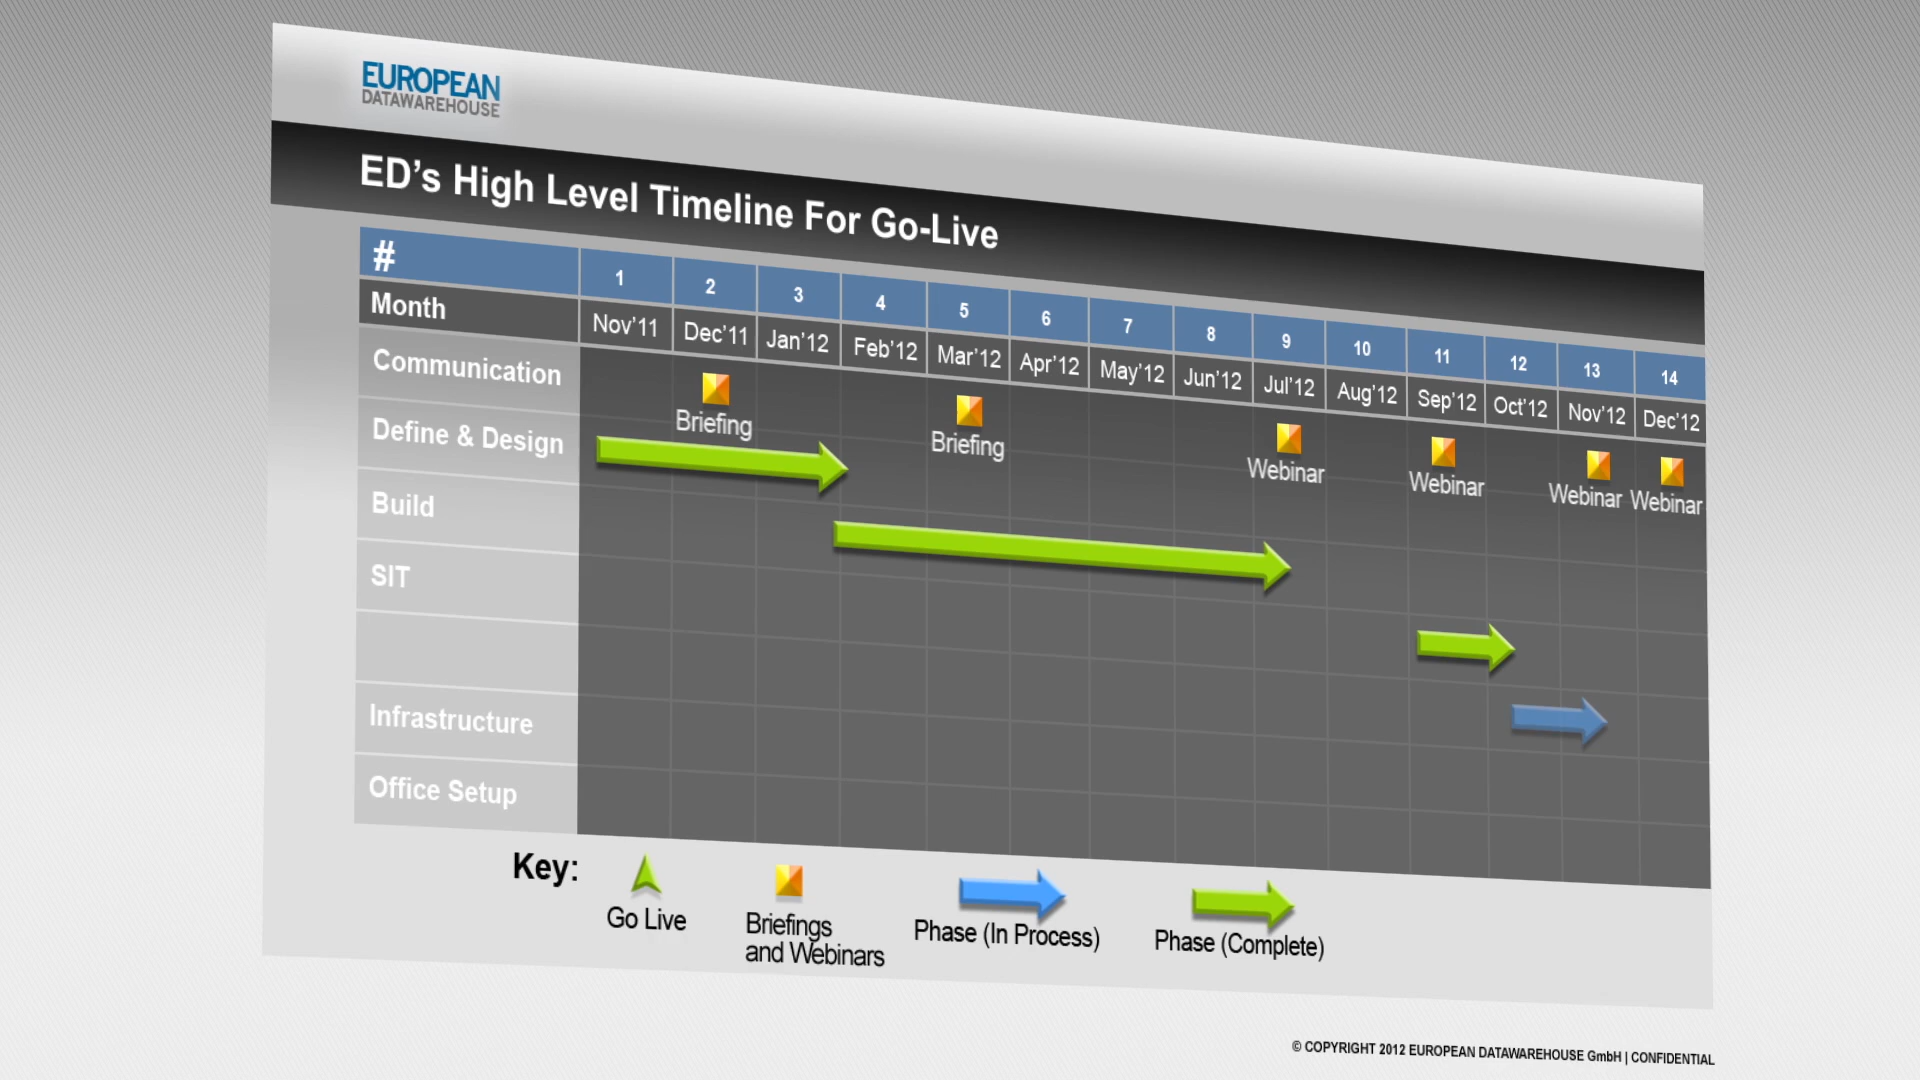 EUROPEAN
DATAWAREHOUSE
ED’s High Level Timeline For Go-Live
# 1 2 3 4 5 6 7 8 9 10 11 12 13 14
Month Nov’11 Dec’11 Jan’12 Feb’12 Mar’12 Apr’12 May’12 Jun’12 Jul’12 Aug’12 Sep’12 Oct’12 Nov’12 Dec’12
Communication
Briefing Briefing Webinar Webinar Webinar Webinar
Define & Design
Build
SIT
Infrastructure
Office Setup
Key:
Go Live
Briefings
and Webinars
Phase (In Process)
Phase (Complete)
© COPYRIGHT 2012 EUROPEAN DATAWAREHOUSE GmbH | CONFIDENTIAL